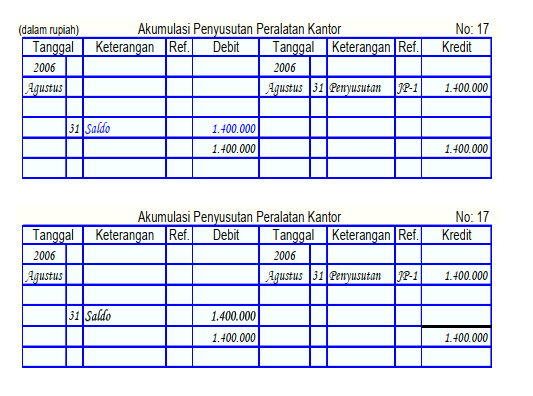 (dalam rupiah) Akumulasi Penyusutan Peralatan Kantor No: 17
Tanggal Keterangan Ref. Debit Tanggal Keterangan Ref. Kredit
2006 2006
Agustus Agustus 31 Penyusutan JP-1 1.400.000
31 Saldo 1.400.000
1.400.000 1.400.000
Akumulasi Penyusutan Peralatan Kantor No: 17
Tanggal Keterangan Ref. Debit Tanggal Keterangan Ref. Kredit
2006 2006
Agustus Agustus 31 Penyusutan JP-1 1.400.000
31 Saldo 1.400.000
1.400.000 1.400.000